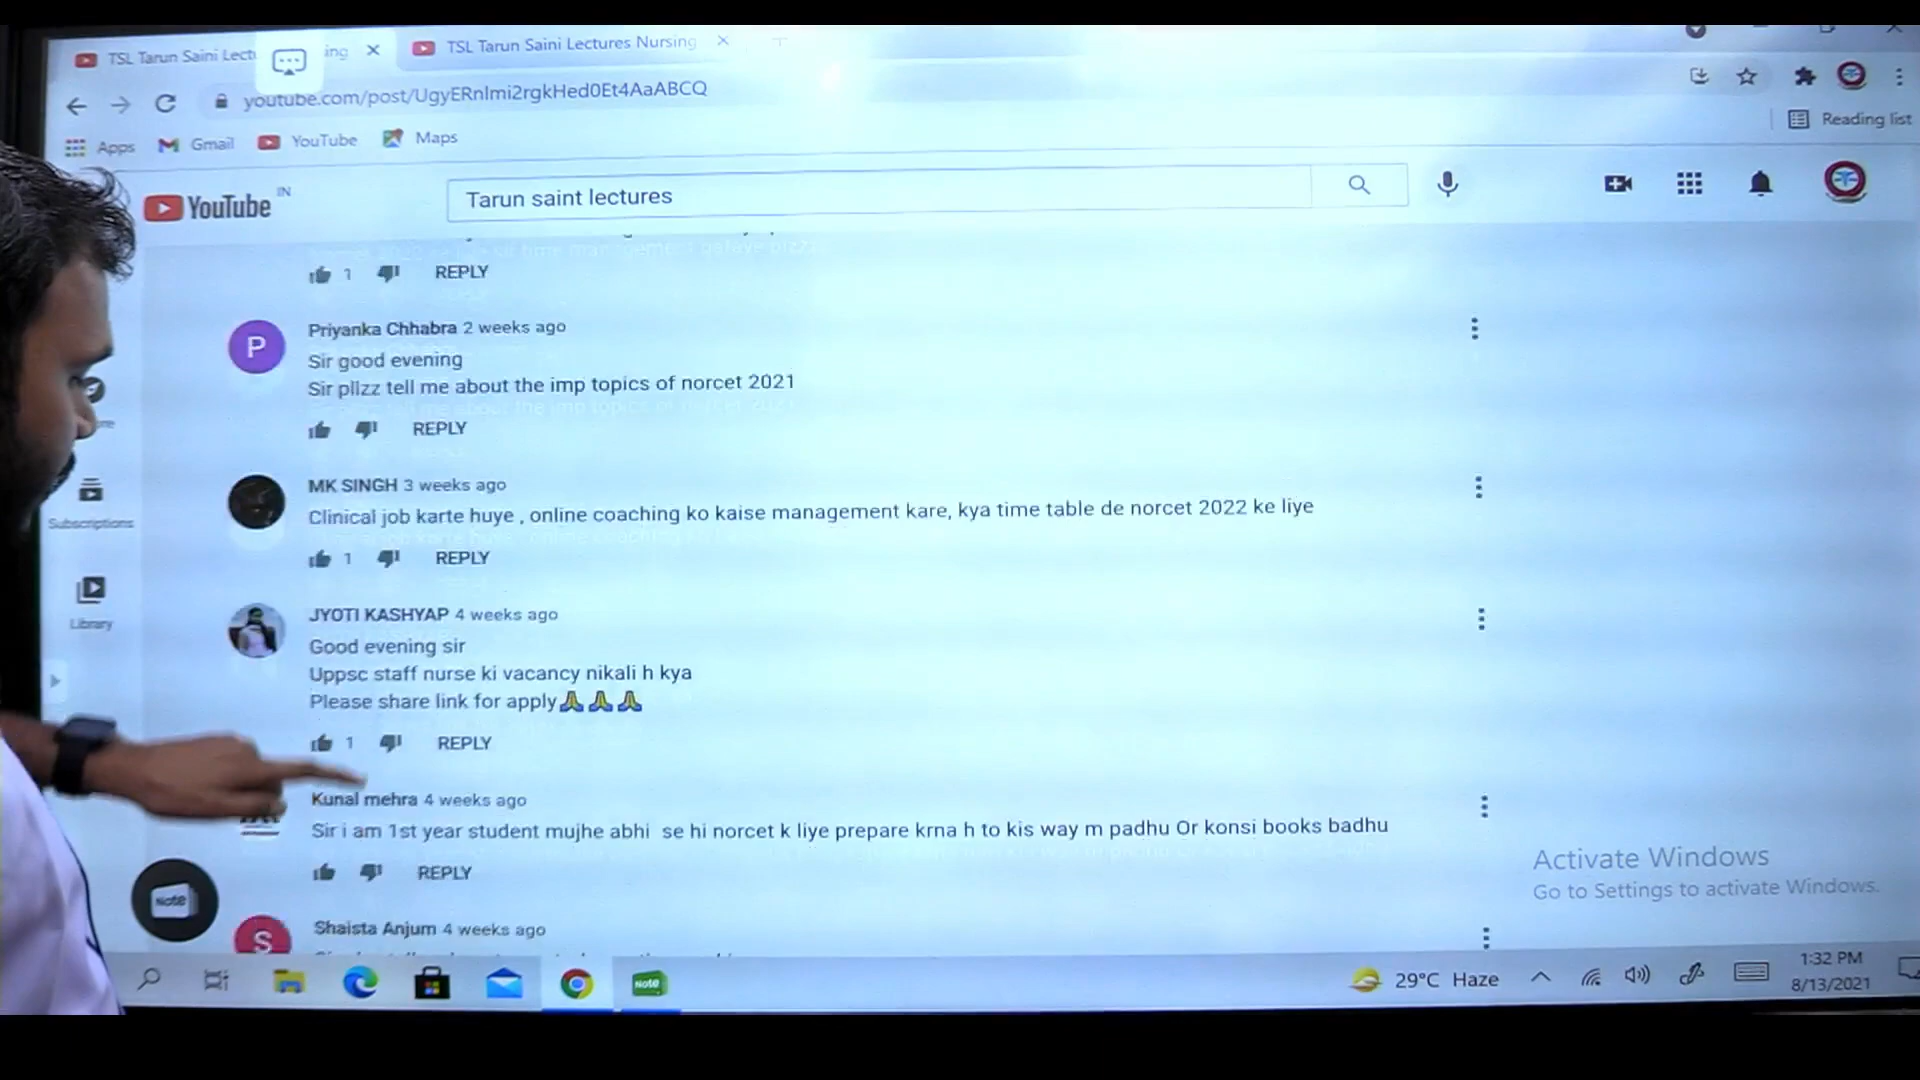 TSL Tarun Saini Lect
ing
TSL Tarun Saini Lectures Nursing
youtube.com/post/UgyERnlmi2rgkHed0Et4AaABCQ
Reading list
Apps
Gmail
YouTube
Maps
YouTube
IN
Tarun saint lectures
1
REPLY
P
Priyanka Chhabra 2 weeks ago
Sir good evening
Sir pllzz tell me about the imp topics of norcet 2021
REPLY
MK SINGH 3 weeks ago
Clinical job karte huye , online coaching ko kaise management kare, kya time table de norcet 2022 ke liye
1
REPLY
Subscriptions
Library
JYOTI KASHYAP 4 weeks ago
Good evening sir
Uppsc staff nurse ki vacancy nikali h kya
Please share link for apply🙏🙏🙏
1
REPLY
Kunal mehra 4 weeks ago
Sir i am 1st year student mujhe abhi se hi norcet k liye prepare krna h to kis way m padhu Or konsi books badhu
REPLY
Activate Windows
Go to Settings to activate Windows.
Note
S
Shaista Anjum 4 weeks ago
Note
29°C Haze
1:32 PM
8/13/2021